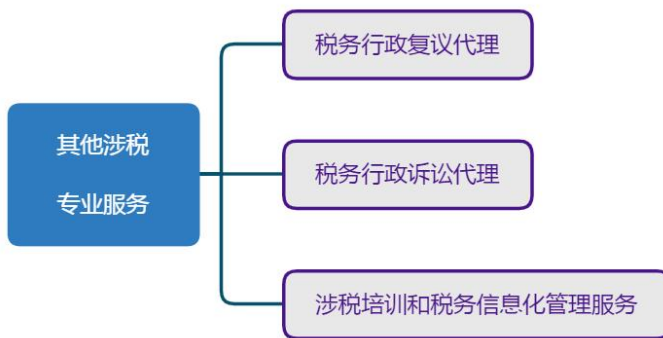 税务行政复议代理
其他涉税
专业服务
税务行政诉讼代理
涉税培训和税务信息化管理服务